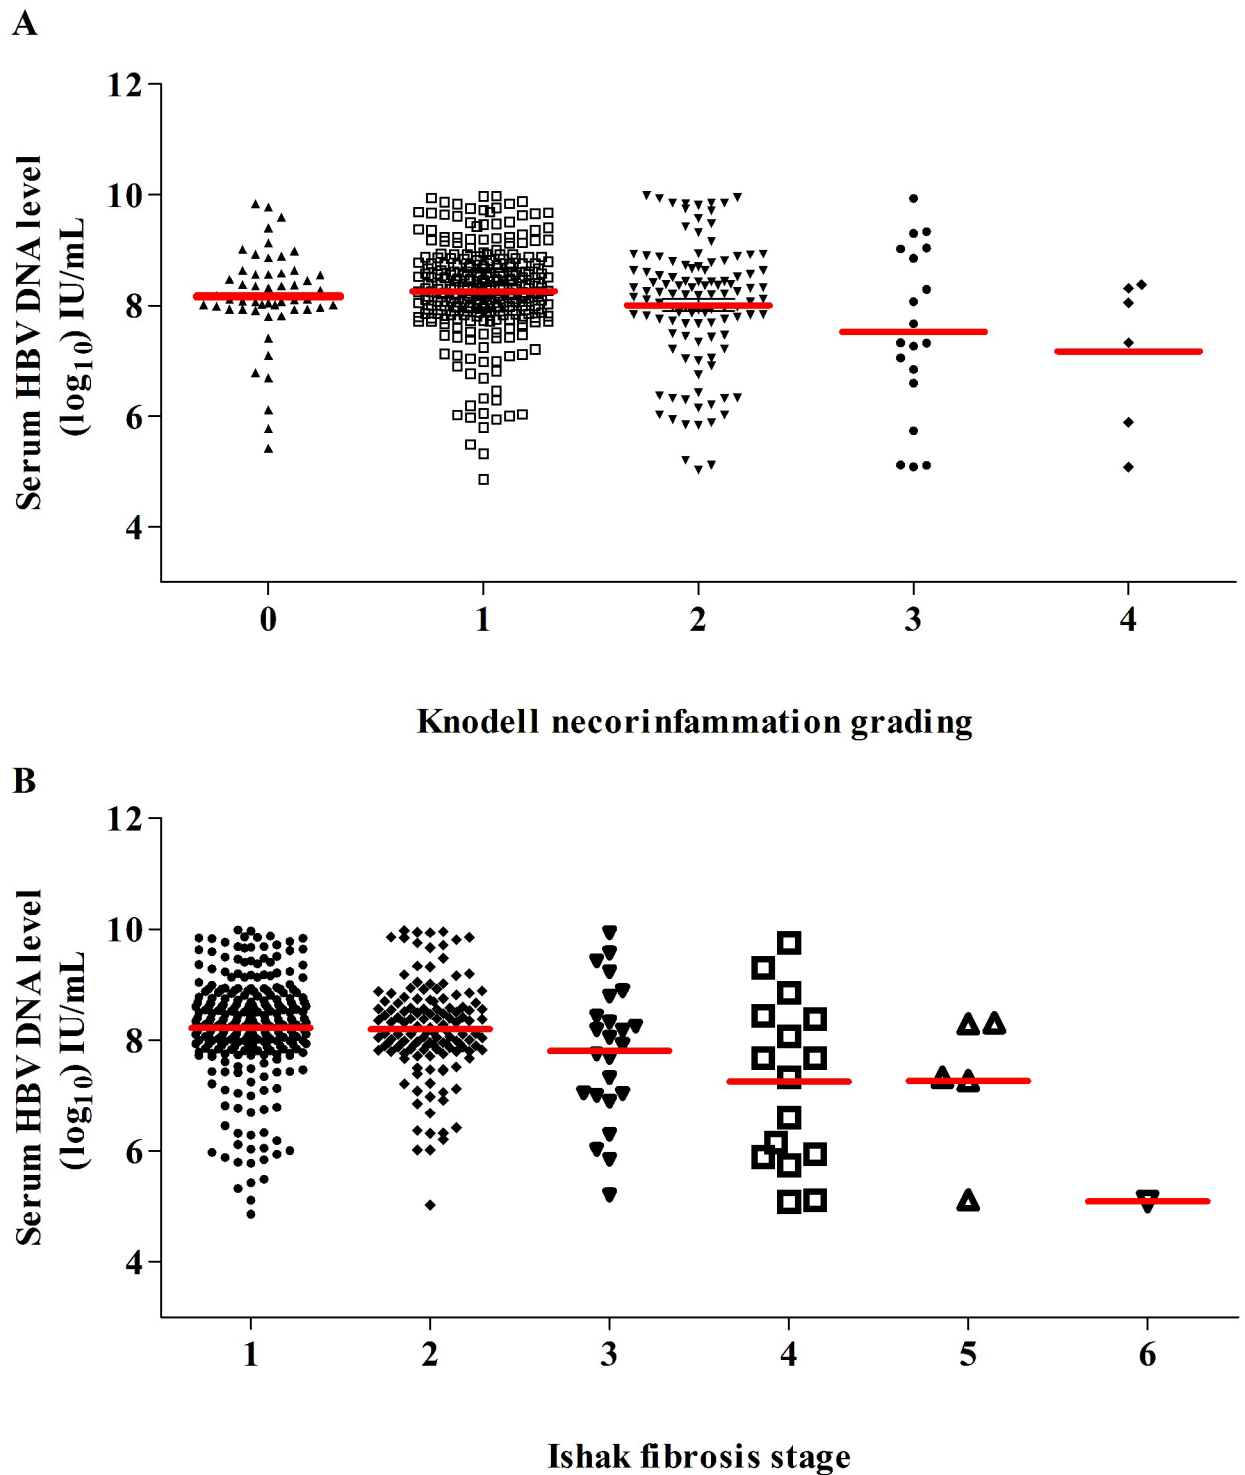 A
12
10
8
6
4
Serum HBV DNA level
(log10) IU/mL
0 1 2 3 4
Knodell necorinfammation grading
B
12
10
8
6
4
Serum HBV DNA level
(log10) IU/mL
1 2 3 4 5 6
Ishak fibrosis stage